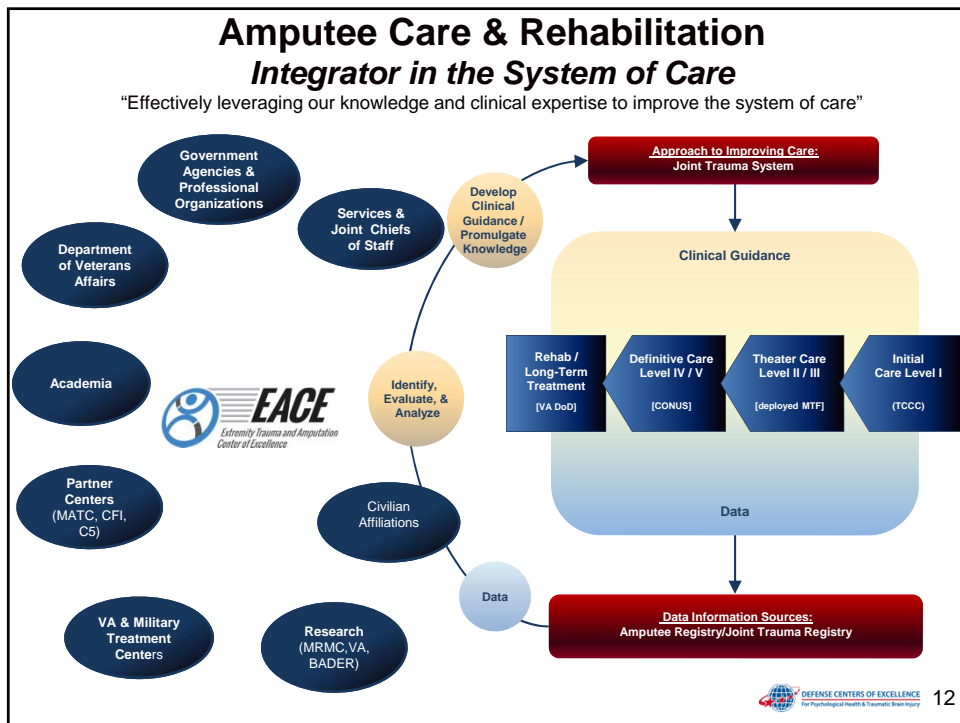 Amputee Care & Rehabilitation
Integrator in the System of Care
“Effectively leveraging our knowledge and clinical expertise to improve the system of care”
Government
Agencies &
Professional
Organizations
Services &
Joint Chiefs
of Staff
Department
of Veterans
Affairs
Academia
EACE
Extremity Trauma and Amputation
Center of Excellence
Partner
Centers
(MATC, CFI,
C5)
Civilian
Affiliations
VA & Military
Treatment
Centers
Research
(MRMC,VA,
BADER)
Develop
Clinical
Guidance /
Promulgate
Knowledge
Identify,
Evaluate, &
Analyze
Data
Approach to Improving Care:
Joint Trauma System
Clinical Guidance
Rehab /
Long-Term
Treatment
[VA DoD]
Definitive Care
Level IV / V
[CONUS]
Theater Care
Level II / III
[deployed MTF]
Initial
Care Level I
(TCCC)
Data
Data Information Sources:
Amputee Registry/Joint Trauma Registry
DEFENSE CENTERS OF EXCELLENCE
For Psychological Health & Traumatic Brain Injury
12